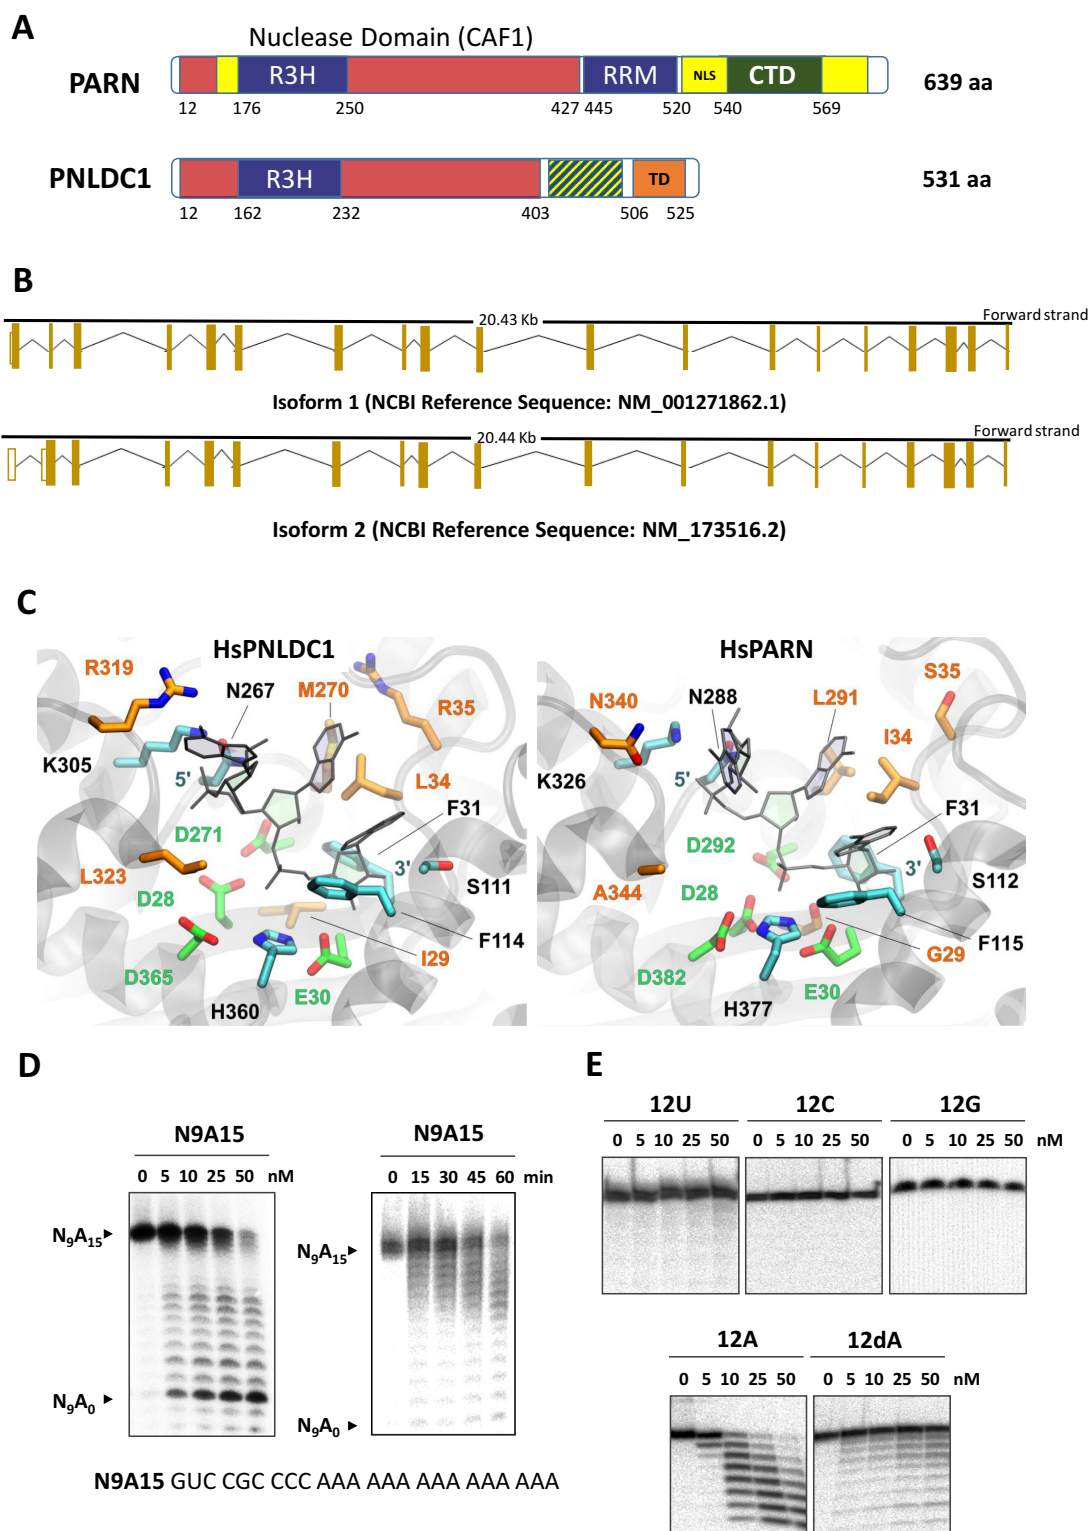 A
Nuclease Domain (CAF1)
PARN R3H RRM NLS CTD 639 aa
12 176 250 427 445 520 540 569
PNLDC1 R3H TD 531 aa
12 162 232 403 506 525
B
20.43 Kb Forward strand
Isoform 1 (NCBI Reference Sequence: NM_001271862.1)
20.44 Kb Forward strand
Isoform 2 (NCBI Reference Sequence: NM_173516.2)
C
HsPNLDC1
R319
N267
M270
R35
K305
5'
L34
F31
D271
3'
L323
S111
D28
F114
I29
D365
E30
H360
HsPARN
S35
N340
N288
L291
I34
K326
5'
F31
D292
3'
A344
D28
S112
F115
G29
D382
E30
H377
D
N9A15
0 5 10 25 50 nM
N9A15
N9A0
N9A15
0 15 30 45 60 min
N9A15
N9A0
N9A15 GUC CGC CCC AAA AAA AAA AAA AAA
E
12U 12C 12G
0 5 10 25 50 0 5 10 25 50 0 5 10 25 50 nM
12A 12dA
0 5 10 25 50 0 5 10 25 50 nM